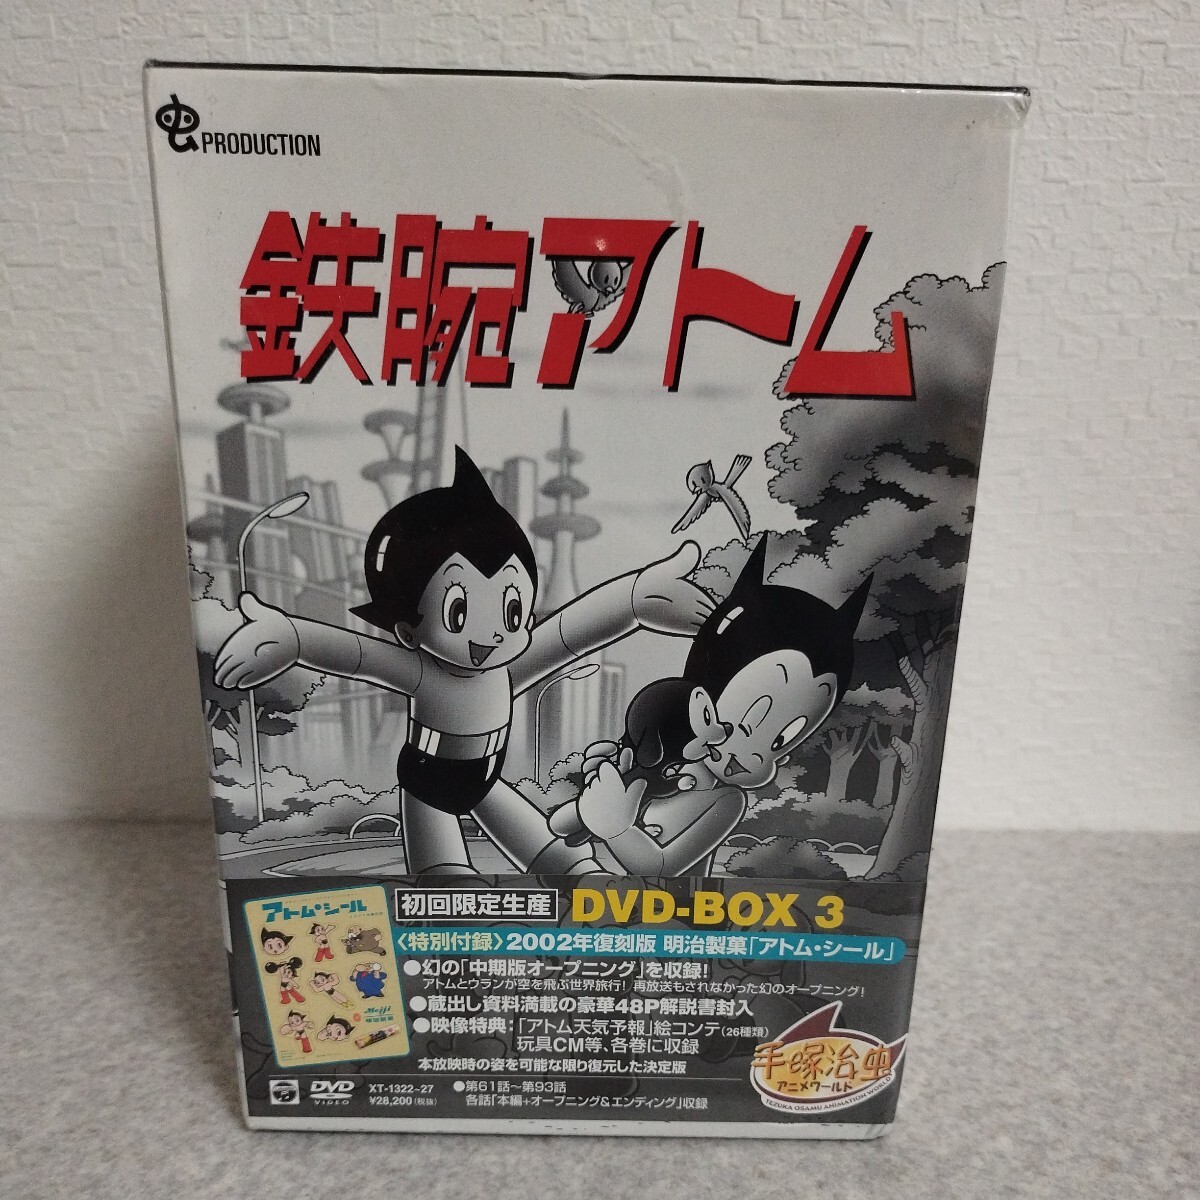 虫 PRODUCTION
鉄腕アトム
アトム・シール
Meiji
明治製菓
初回限定生産 DVD-BOX 3
〈特別付録〉2002年復刻版 明治製菓「アトム・シール」
●幻の「中期版オープニング」を収録!
アトムとウランが空を飛ぶ世界旅行! 再放送もされなかった幻のオープニング!
●蔵出し資料満載の豪華48P解説書封入
●映像特典:「アトム天気予報」絵コンテ(26種類)
玩具CM等、各巻に収録
本放映時の姿を可能な限り復元した決定版
DVD VIDEO
XT-1322~27
¥28,200(税抜)
●第61話〜第93話
各話「本編+オープニング&エンディング」収録
手塚治虫
アニメワールド
TEZUKA OSAMU ANIMATION WORLD